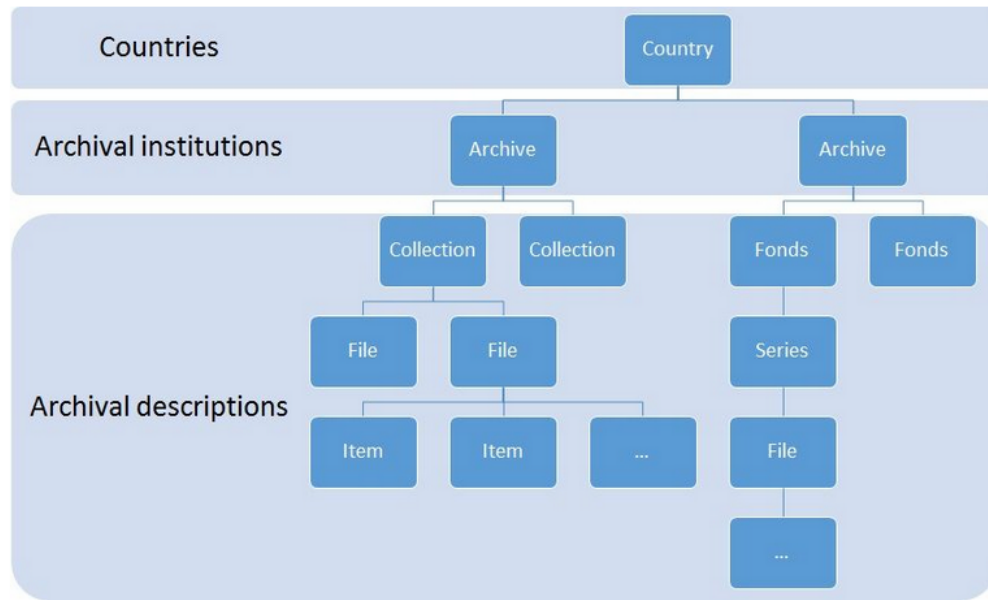 Countries
Country
Archival institutions
Archive
Archive
Collection
Collection
Fonds
Fonds
File
File
Series
Archival descriptions
Item
Item
...
File
...